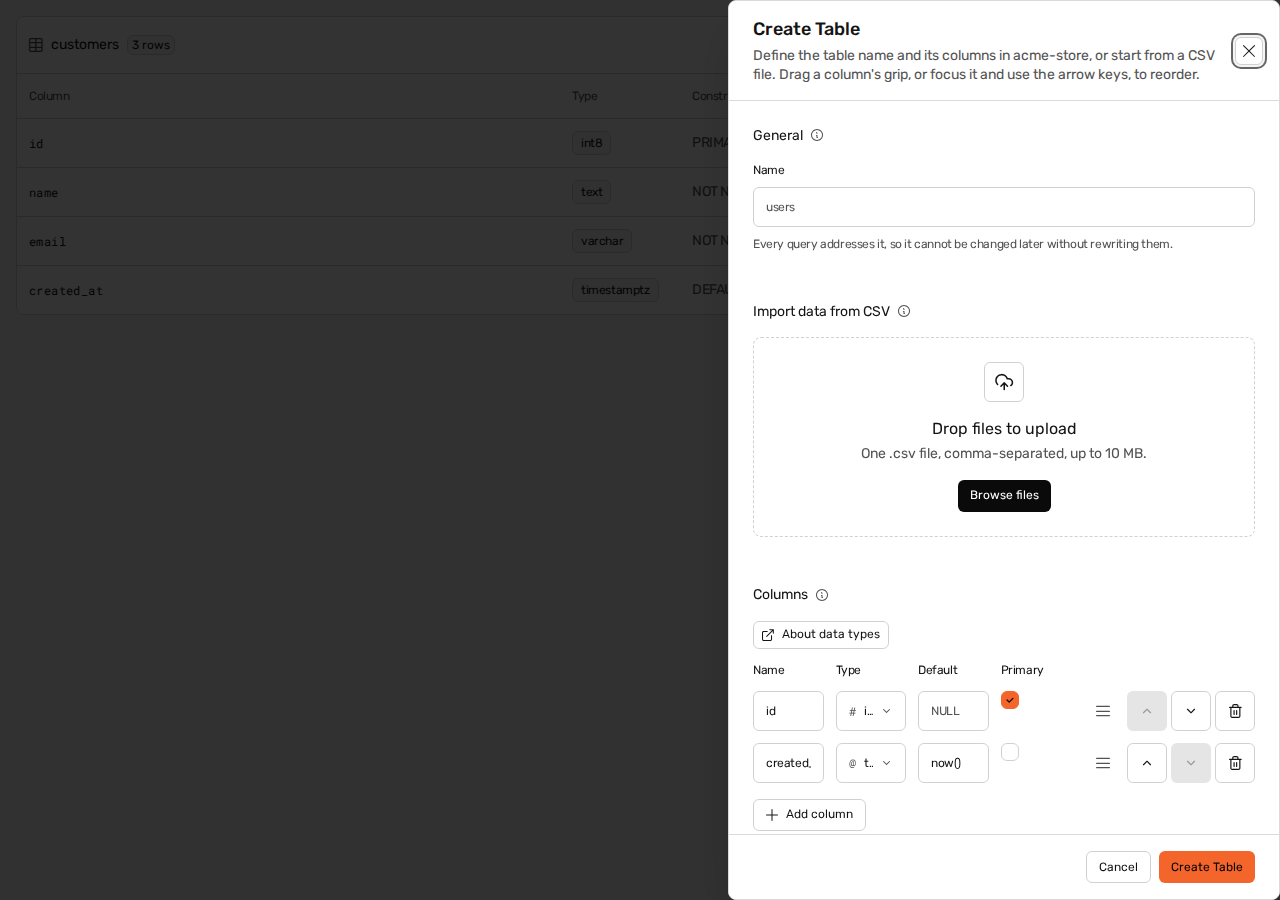 customers 3 rows
Column Type
id int8
name text
email varchar
created_at timestamptz
Create Table
Define the table name and its columns in acme-store, or start from a CSV
file. Drag a column's grip, or focus it and use the arrow keys, to reorder.
General
Name
users
Every query addresses it, so it cannot be changed later without rewriting them.
Import data from CSV
Drop files to upload
One .csv file, comma-separated, up to 10 MB.
Browse files
Columns
About data types
Name Type Default Primary
id # i… NULL
created_ @ t… now()
Add column
Cancel Create Table